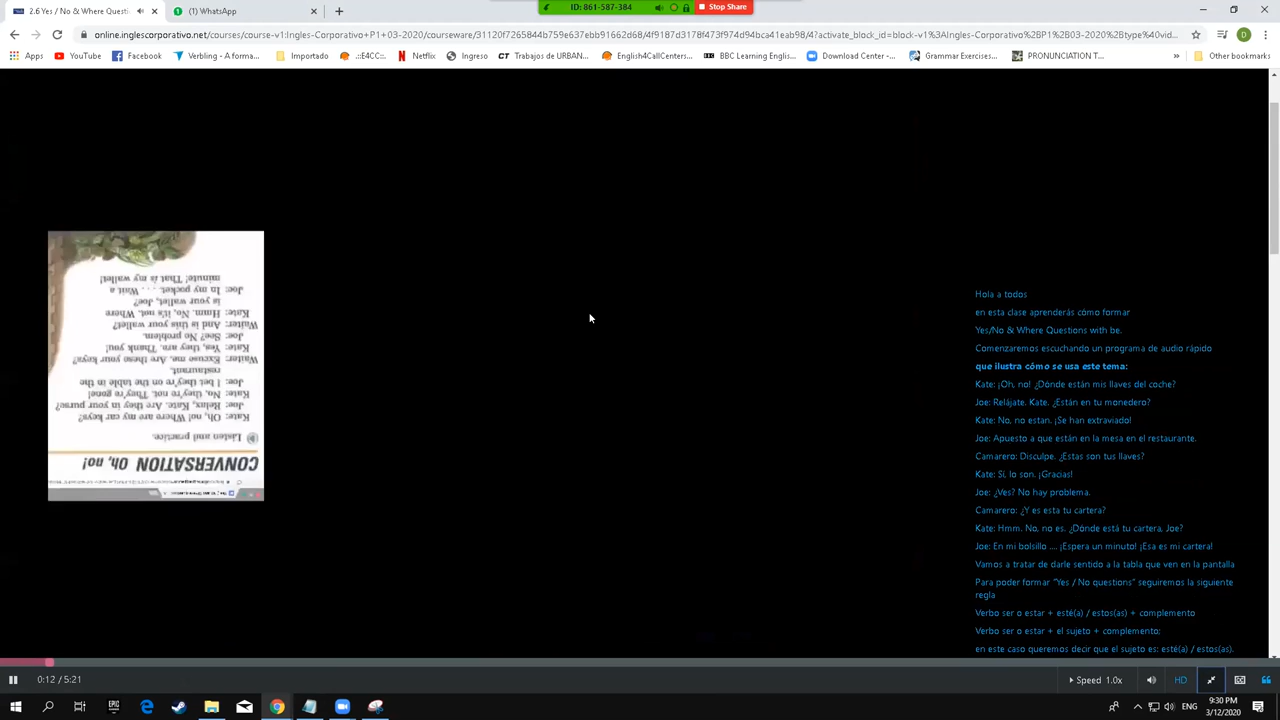 2.6 Yes / No & Where Questi
(1) WhatsApp
ID: 861-587-384
Stop Share
online.inglescorporativo.net/courses/course-v1:Ingles-Corporativo+P1+03-2020/courseware/31120f7265844b759e637ebb91662d68/4f9187d3178f473f974d94bca41eab98/4?activate_block_id=block-v1%3AIngles-Corporativo%2BP1%2B03-2020%2Btype%40vid...
Apps
YouTube
Facebook
Verbling - A forma...
Importado
.::E4CC::.
Netflix
Ingreso
Trabajos de URBAN...
English4CallCenters...
BBC Learning Engli...
Download Center -...
Grammar Exercises...
PRONUNCIATION T...
Other bookmarks
CONVERSATION Oh, no!
Listen and practice.
Kate: Oh, no! Where are my car keys?
Joe: Relax, Kate. Are they in your purse?
Kate: No, they're not. They're gone!
Joe: I bet they're on the table in the
restaurant.
Waiter: Excuse me. Are these your keys?
Kate: Yes, they are. Thank you!
Joe: See? No problem.
Waiter: And is this your wallet?
Kate: Hmm. No, it's not. Where
is your wallet, Joe?
Joe: In my pocket. . . . Wait a
minute! That is my wallet!
Hola a todos
en esta clase aprenderás cómo formar
Yes/No & Where Questions with be.
Comenzaremos escuchando un programa de audio rápido
que ilustra cómo se usa este tema:
Kate: ¡Oh, no! ¿Dónde están mis llaves del coche?
Joe: Relájate. Kate. ¿Están en tu monedero?
Kate: No, no estan. ¡Se han extraviado!
Joe: Apuesto a que están en la mesa en el restaurante.
Camarero: Disculpe. ¿Estas son tus llaves?
Kate: Sí, lo son. ¡Gracias!
Joe: ¿Ves? No hay problema.
Camarero: ¿Y es esta tu cartera?
Kate: Hmm. No, no es. ¿Dónde está tu cartera, Joe?
Joe: En mi bolsillo .... ¡Espera un minuto! ¡Esa es mi cartera!
Vamos a tratar de darle sentido a la tabla que ven en la pantalla
Para poder formar "Yes / No questions" seguiremos la siguiente
regla
Verbo ser o estar + esté(a) / estos(as) + complemento
Verbo ser o estar + el sujeto + complemento:
en este caso queremos decir que el sujeto es: esté(a) / estos(as).
0:12 / 5:21
Speed 1.0x
HD
EPIC
ENG
9:30 PM
3/12/2020